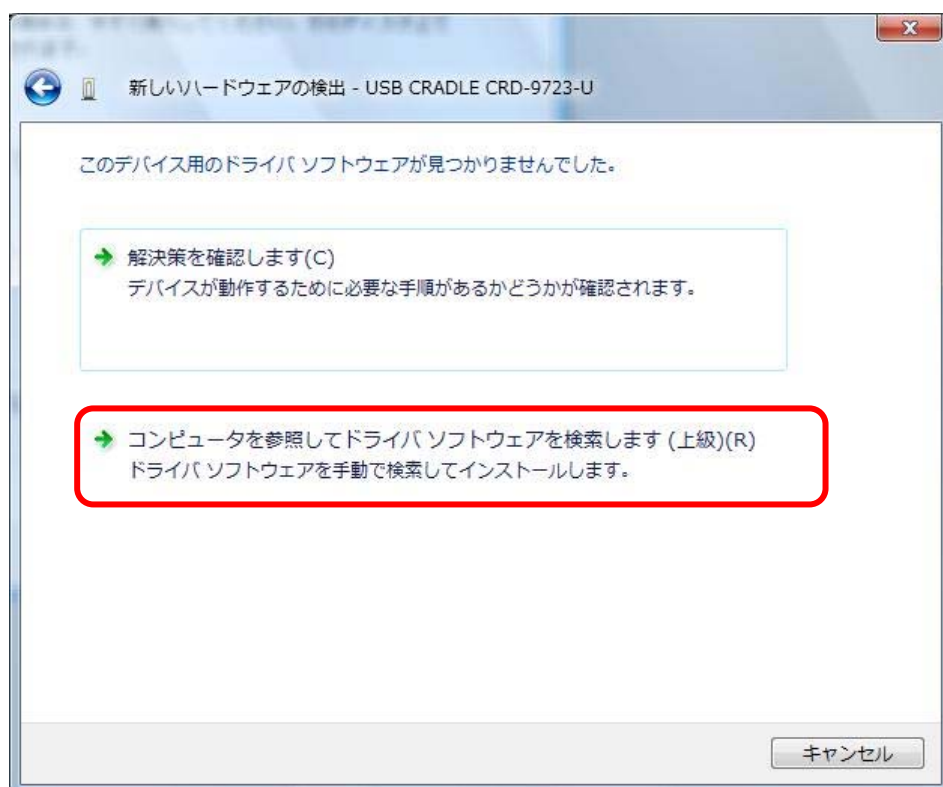 新しいハードウェアの検出 - USB CRADLE CRD-9723-U
このデバイス用のドライバ ソフトウェアが見つかりませんでした。
解決策を確認します(C)
デバイスが動作するために必要な手順があるかどうかが確認されます。
コンピュータを参照してドライバ ソフトウェアを検索します (上級)(R)
ドライバ ソフトウェアを手動で検索してインストールします。
キャンセル